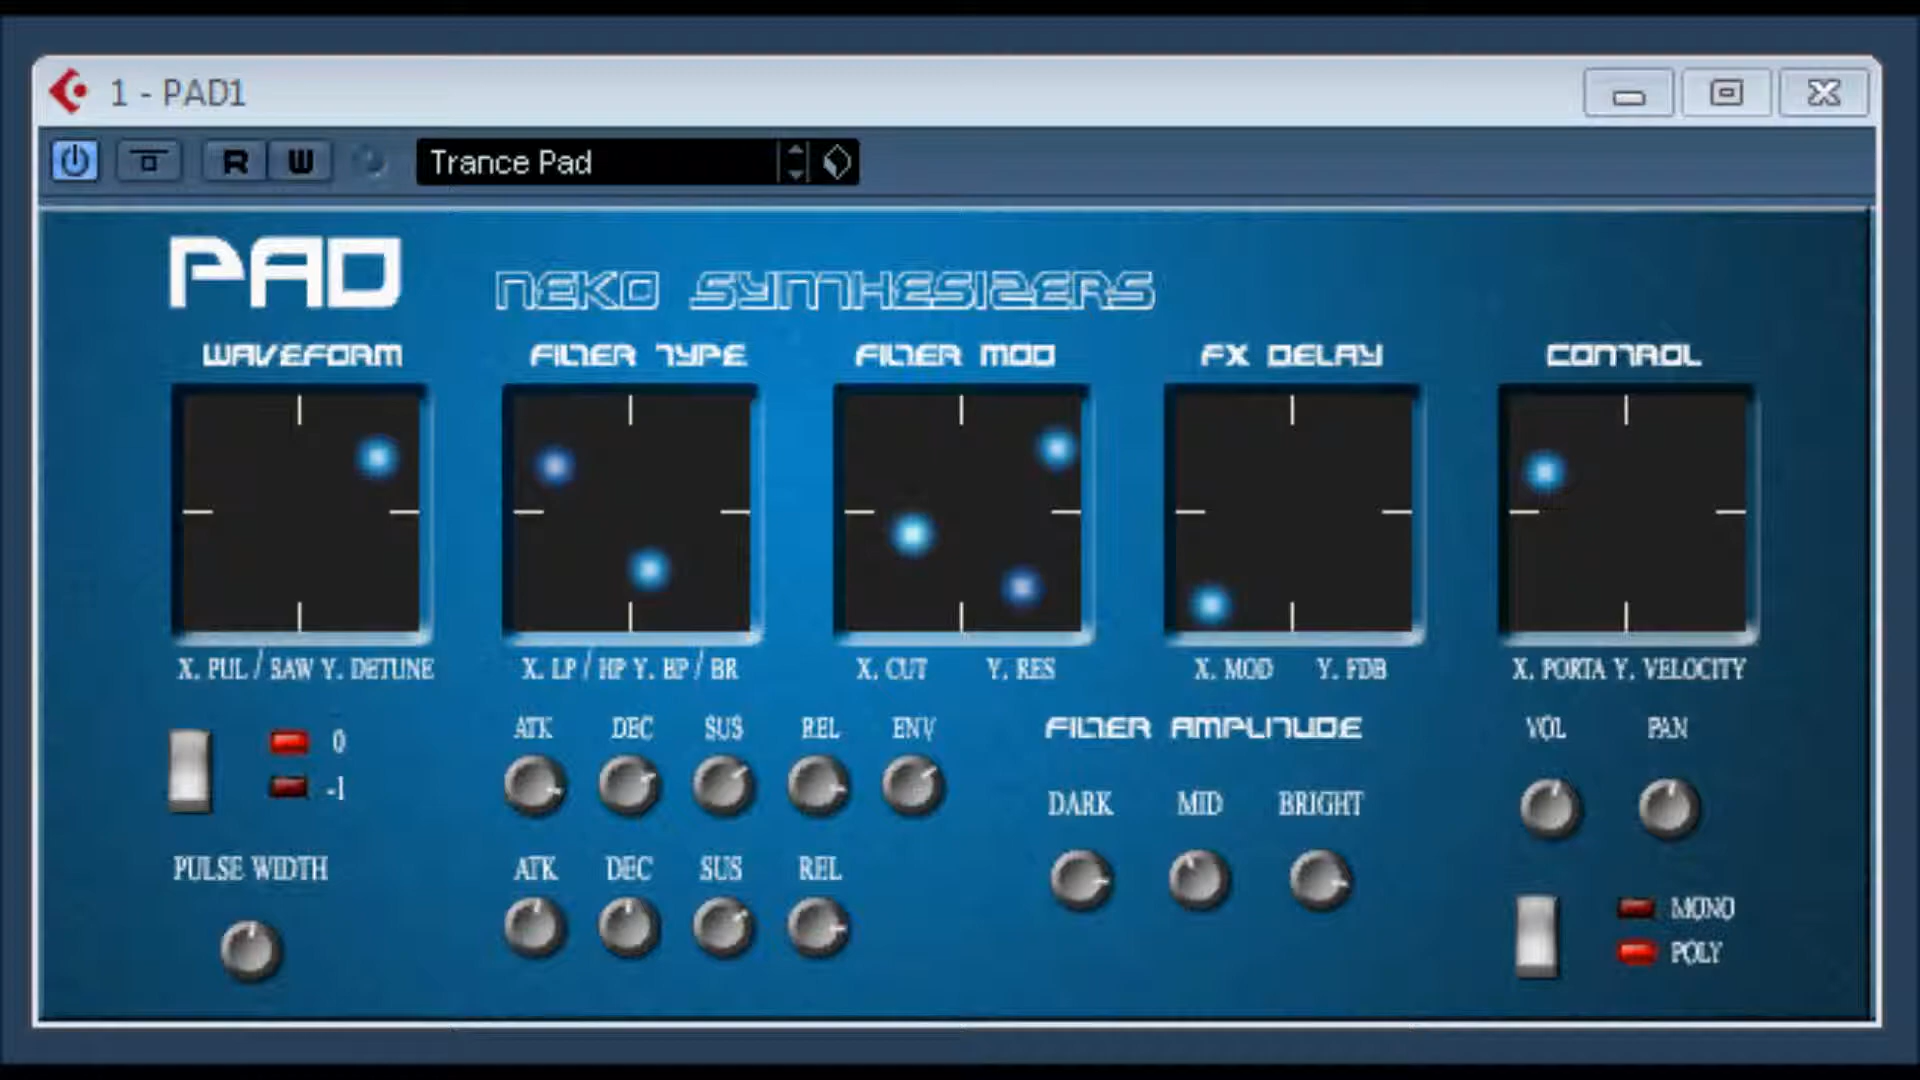 1 - PAD1
R W Trance Pad
PAD
NEKO SYNTHESIZERS
WAVEFORM FILTER TYPE FILTER MOD FX DELAY CONTROL
X. PUL / SAW Y. DETUNE X. LP / HP Y. BP / BR X. CUT Y. RES X. MOD Y. FDB X. PORTA Y. VELOCITY
ATK DEC SUS REL ENV FILTER AMPLITUDE VOL PAN
0
-1
DARK MID BRIGHT
PULSE WIDTH ATK DEC SUS REL
MONO
POLY